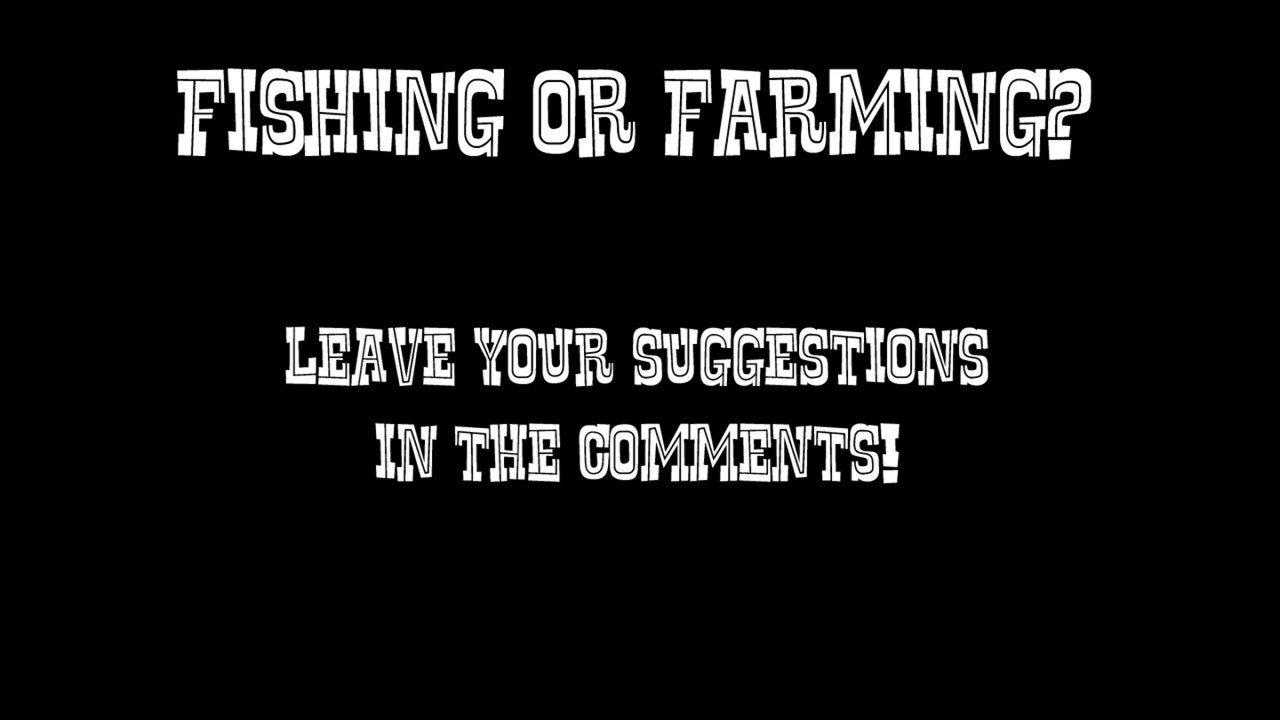 FISHING OR FARMING?
LEAVE YOUR SUGGESTIONS
IN THE COMMENTS!